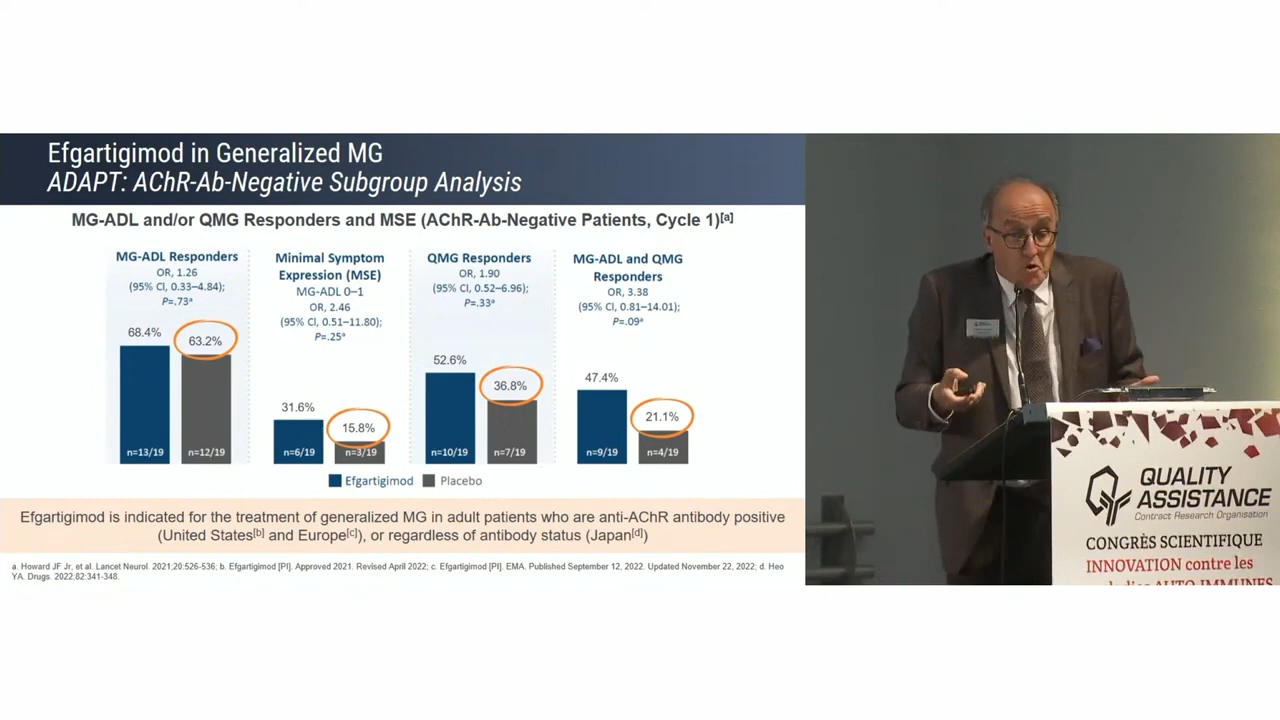 Efgartigimod in Generalized MG
ADAPT: AChR-Ab-Negative Subgroup Analysis
MG-ADL and/or QMG Responders and MSE (AChR-Ab-Negative Patients, Cycle 1)[a]
MG-ADL Responders
OR, 1.26
(95% CI, 0.33–4.84);
P=.73a
68.4%
63.2%
n=13/19
n=12/19
Minimal Symptom
Expression (MSE)
MG-ADL 0–1
OR, 2.46
(95% CI, 0.51–11.80);
P=.25a
31.6%
15.8%
n=6/19
n=3/19
QMG Responders
OR, 1.90
(95% CI, 0.52–6.96);
P=.33a
52.6%
36.8%
n=10/19
n=7/19
MG-ADL and QMG
Responders
OR, 3.38
(95% CI, 0.81–14.01);
P=.09a
47.4%
21.1%
n=9/19
n=4/19
Efgartigimod
Placebo
Efgartigimod is indicated for the treatment of generalized MG in adult patients who are anti-AChR antibody positive
(United States[b] and Europe[c]), or regardless of antibody status (Japan[d])
a. Howard JF Jr, et al. Lancet Neurol. 2021;20:526-536; b. Efgartigimod [PI]. Approved 2021. Revised April 2022; c. Efgartigimod [PI]. EMA. Published September 12, 2022. Updated November 22, 2022; d. Heo
YA. Drugs. 2022;82:341-348.
QUALITY
ASSISTANCE
Contract Research Organisation
CONGRÈS SCIENTIFIQUE
INNOVATION contre les
maladies AUTO-IMMUNES